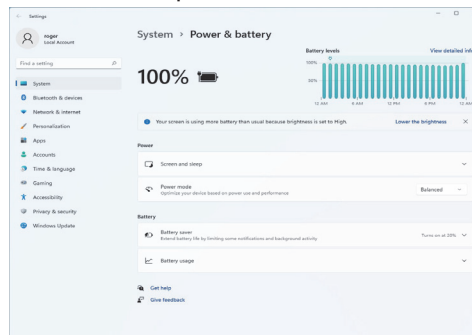 Settings
roger
Local Account
Find a setting
System
Bluetooth & devices
Network & internet
Personalization
Apps
Accounts
Time & language
Gaming
Accessibility
Privacy & security
Windows Update
System > Power & battery
100%
Battery levels
View detailed inf
100%
50%
12 AM 6 AM 12 PM 6 PM 12 AM
Your screen is using more battery than usual because brightness is set to High.
Lower the brightness
Power
Screen and sleep
Power mode
Optimize your device based on power use and performance
Balanced
Battery
Battery saver
Extend battery life by limiting some notifications and background activity
Turns on at 20%
Battery usage
Get help
Give feedback